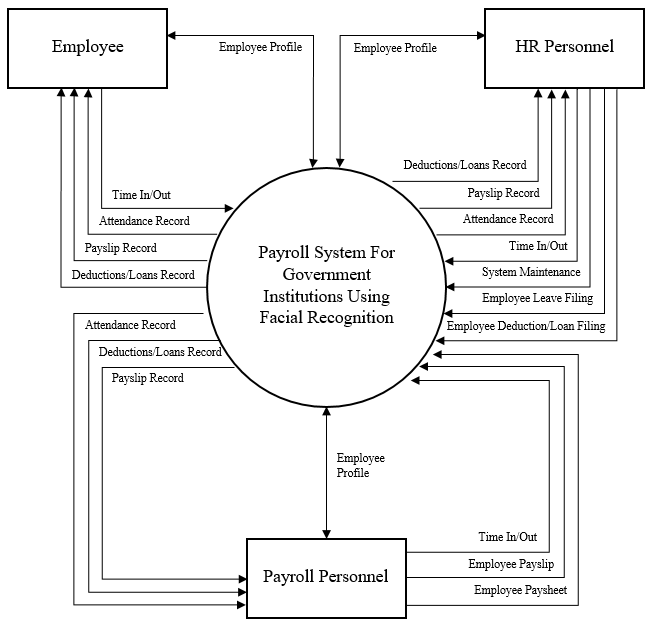 Employee
HR Personnel
Employee Profile
Employee Profile
Deductions/Loans Record
Time In/Out
Payslip Record
Attendance Record
Attendance Record
Payslip Record
Time In/Out
Deductions/Loans Record
System Maintenance
Employee Leave Filing
Employee Deduction/Loan Filing
Payroll System For
Government
Institutions Using
Facial Recognition
Attendance Record
Deductions/Loans Record
Payslip Record
Employee
Profile
Time In/Out
Employee Payslip
Employee Paysheet
Payroll Personnel